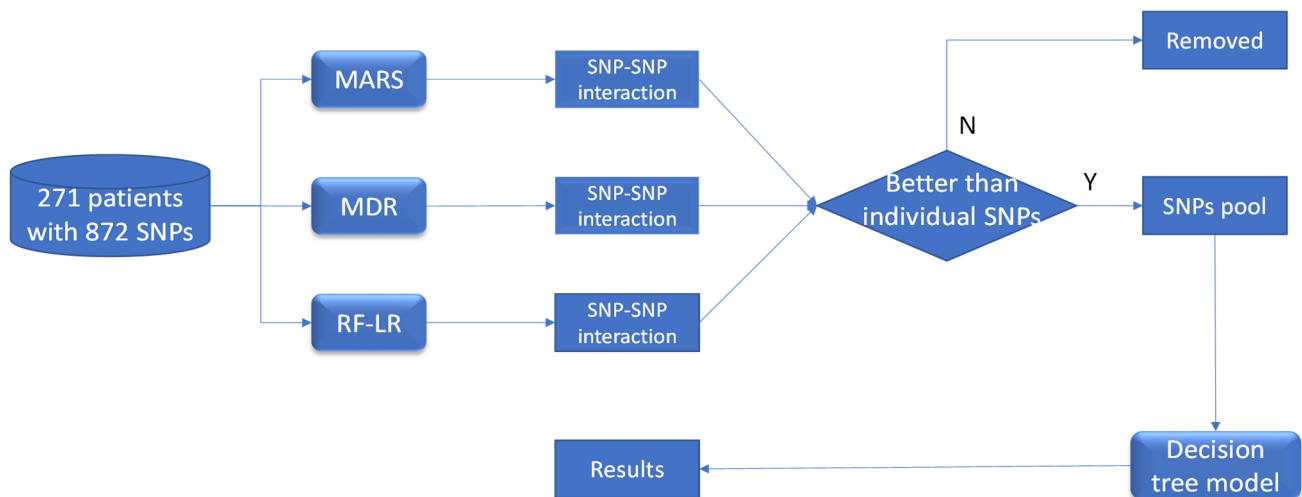 Removed
MARS
SNP-SNP
interaction
N
271 patients
with 872 SNPs
MDR
SNP-SNP
interaction
Better than
individual SNPs
Y
SNPs pool
RF-LR
SNP-SNP
interaction
Results
Decision
tree model